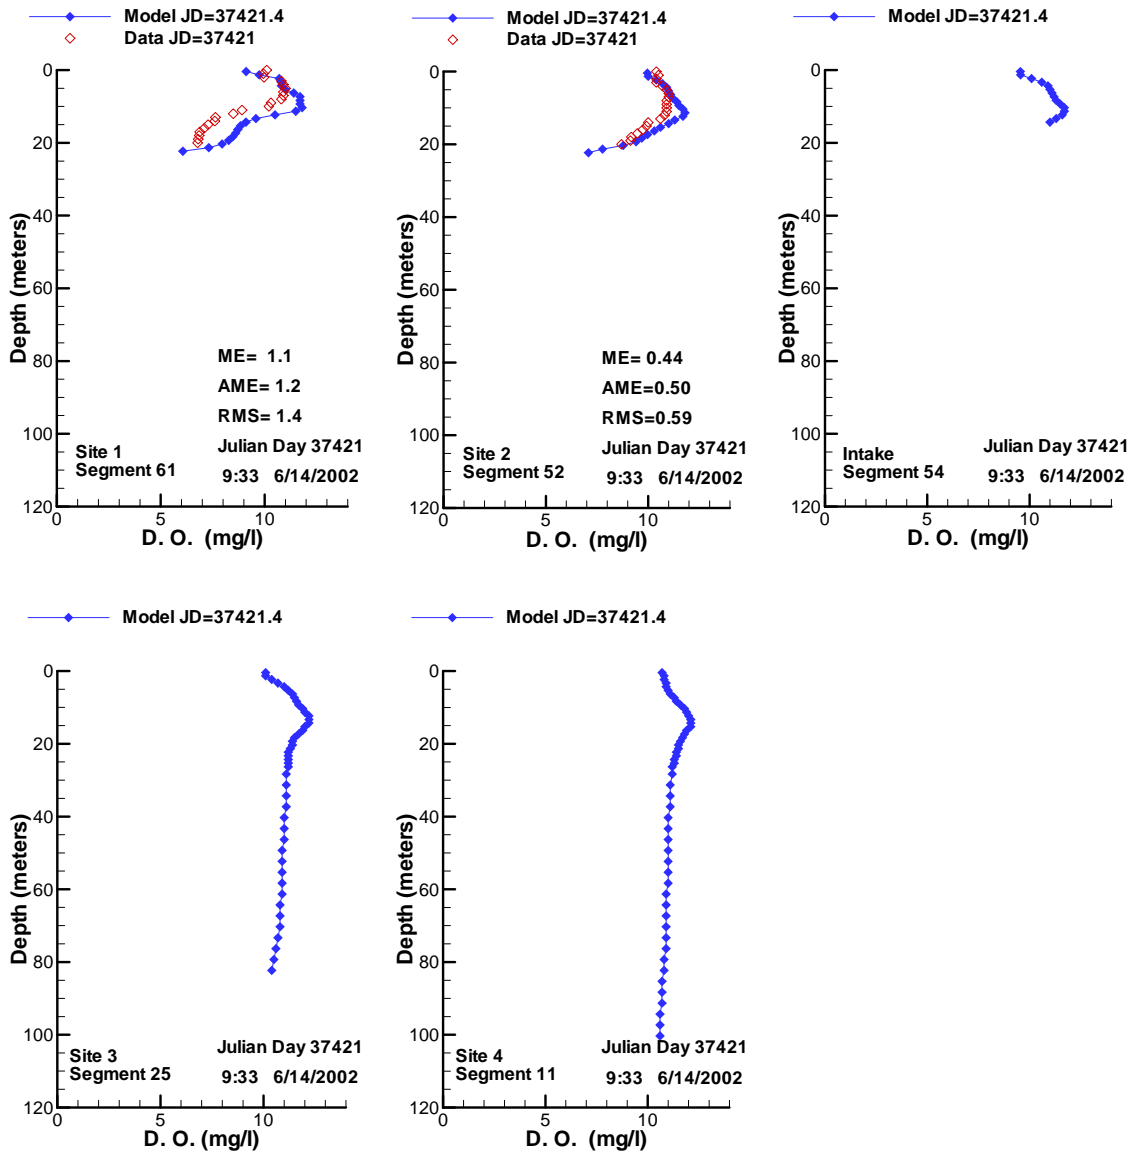 Model JD=37421.4
Data JD=37421
0
20
40
60
80
100
120
Depth (meters)
ME= 1.1
AME= 1.2
RMS= 1.4
Julian Day 37421
9:33 6/14/2002
Site 1
Segment 61
0 5 10
D. O. (mg/l)
Model JD=37421.4
Data JD=37421
0
20
40
60
80
100
120
Depth (meters)
ME= 0.44
AME=0.50
RMS=0.59
Julian Day 37421
9:33 6/14/2002
Site 2
Segment 52
0 5 10
D. O. (mg/l)
Model JD=37421.4
0
20
40
60
80
100
120
Depth (meters)
Julian Day 37421
9:33 6/14/2002
Intake
Segment 54
0 5 10
D. O. (mg/l)
Model JD=37421.4
0
20
40
60
80
100
120
Depth (meters)
Julian Day 37421
9:33 6/14/2002
Site 3
Segment 25
0 5 10
D. O. (mg/l)
Model JD=37421.4
0
20
40
60
80
100
120
Depth (meters)
Julian Day 37421
9:33 6/14/2002
Site 4
Segment 11
0 5 10
D. O. (mg/l)